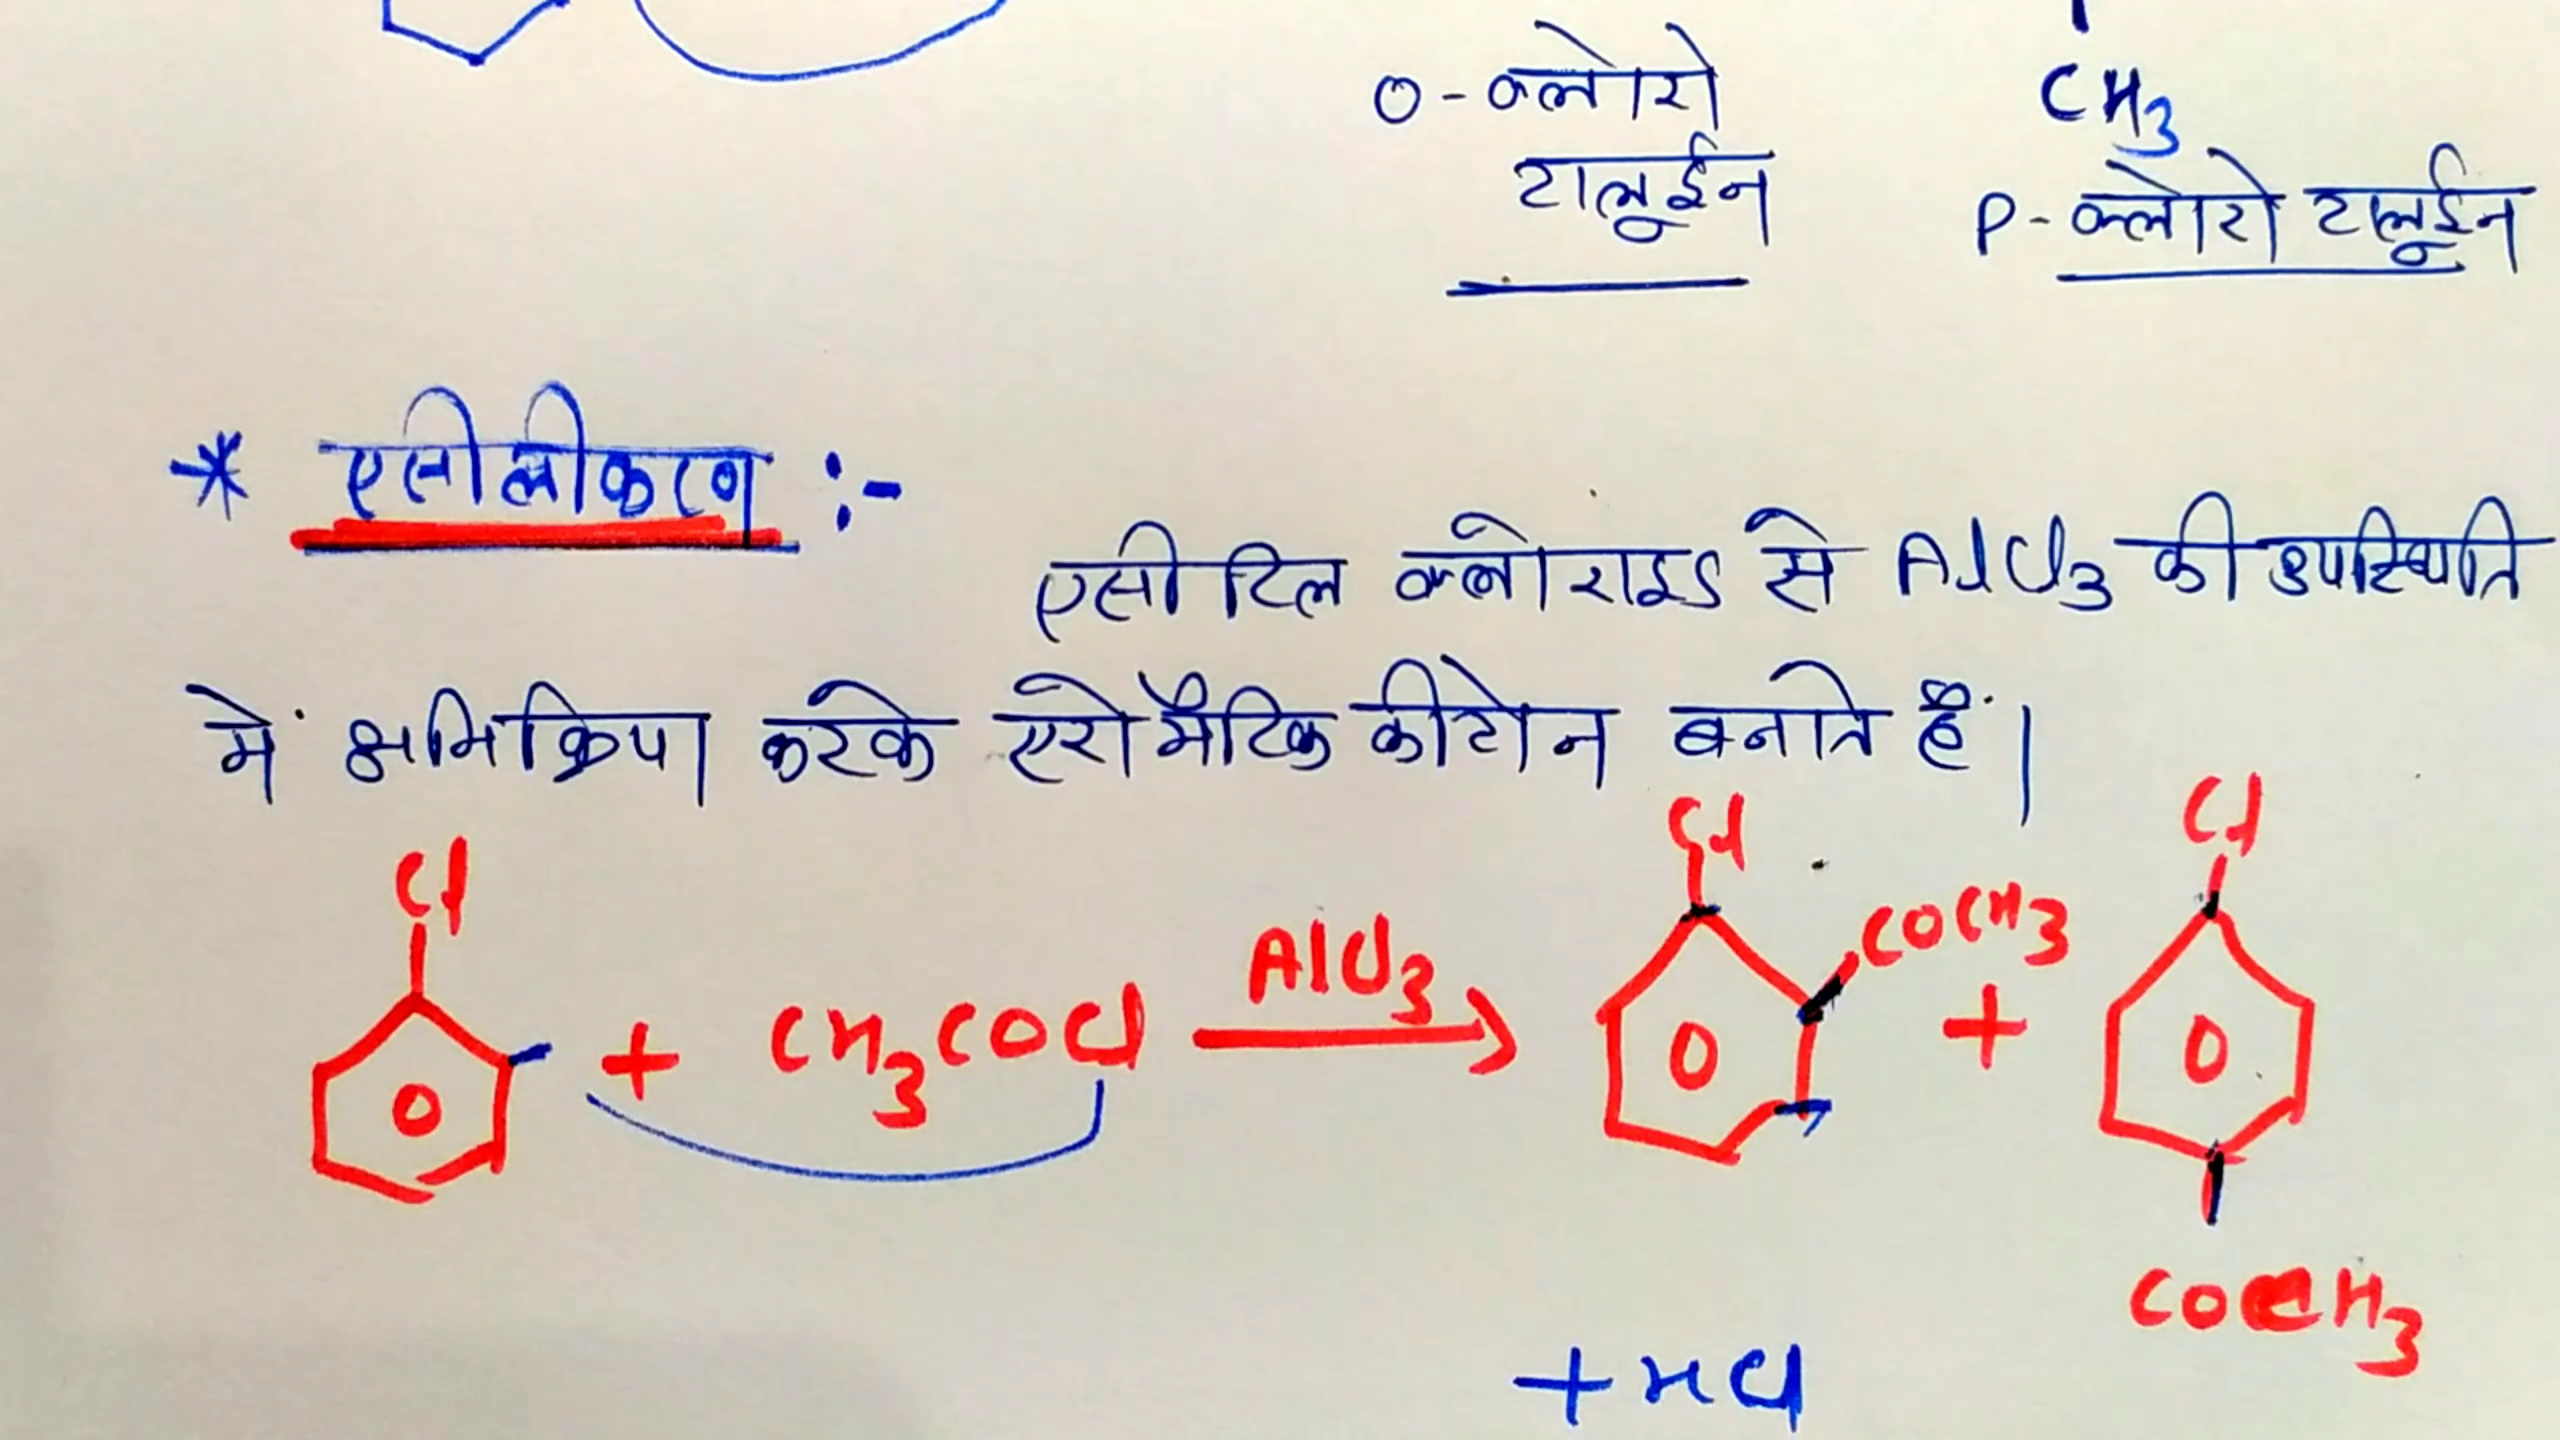 o-क्लोरो
टालूईन
CH3
P-क्लोरो टालूईन
* एसीलीकरण :-
एसीटिल क्लोराइड से AlCl3 की उपस्थिति
में अभिक्रिया करके एरोमैटिक कीटोन बनाते हैं।
Cl
+ CH3COCl
AlCl3
Cl
COCH3
+
Cl
COCH3
+ HCl